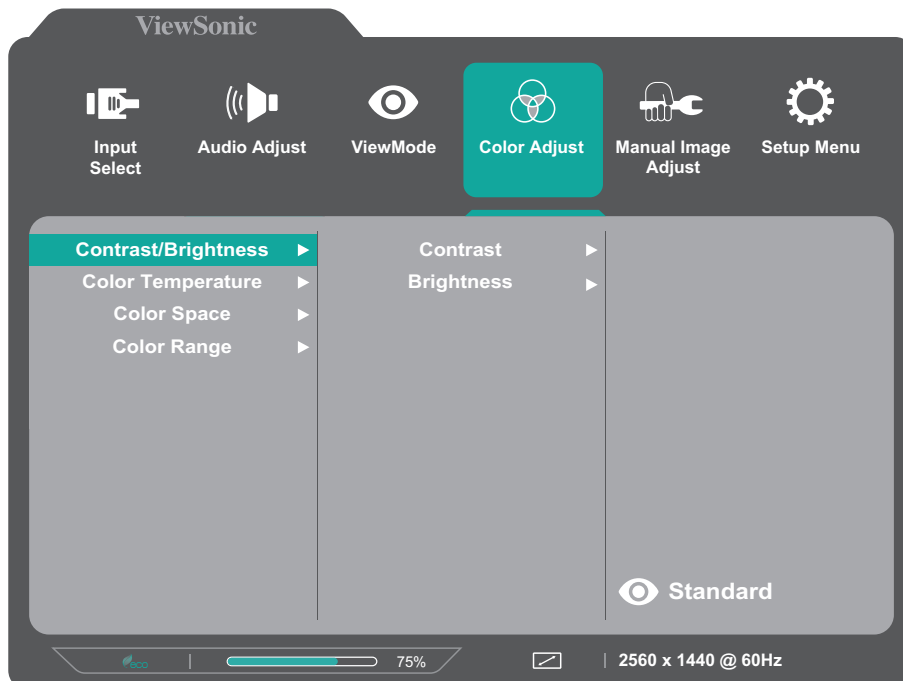 ViewSonic
Input Select
Audio Adjust
ViewMode
Color Adjust
Manual Image Adjust
Setup Menu
Contrast/Brightness
Color Temperature
Color Space
Color Range
Contrast
Brightness
Standard
eco
75%
2560 x 1440 @ 60Hz